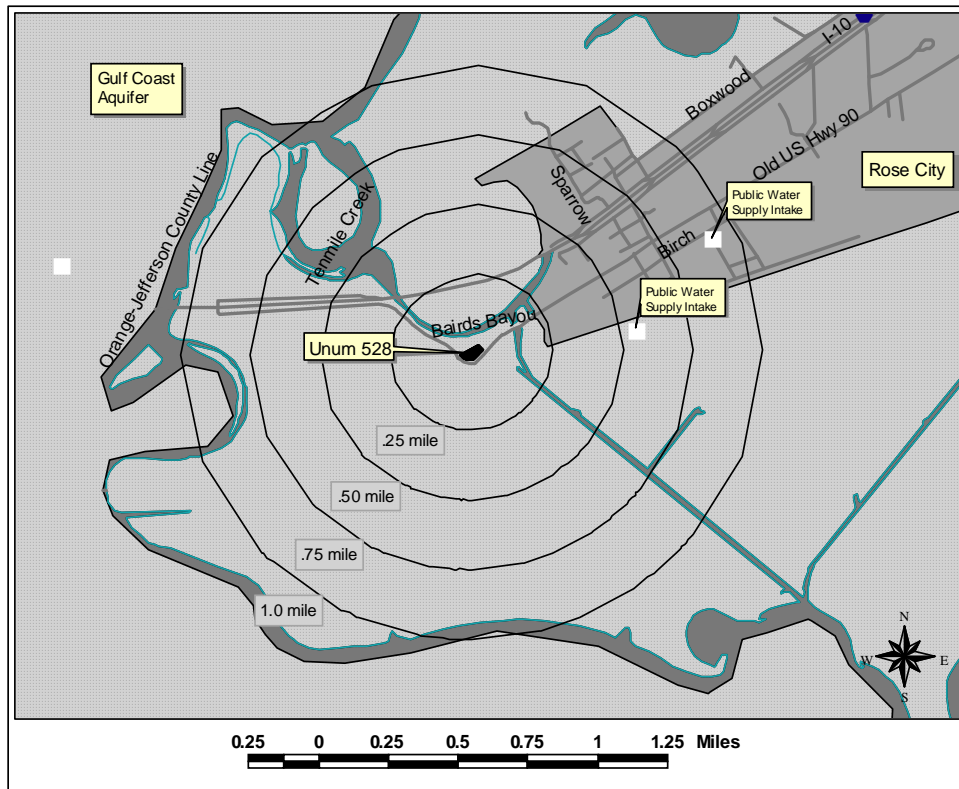 I-10
Gulf Coast
Aquifer
Boxwood
Old US Hwy 90
Rose City
Orange-Jefferson County Line
Sparrow
Public Water
Supply Intake
Tenmile Creek
Birch
Public Water
Supply Intake
Bairds Bayou
Unum 528
.25 mile
.50 mile
.75 mile
1.0 mile
N
W E
S
0.25 0 0.25 0.5 0.75 1 1.25 Miles